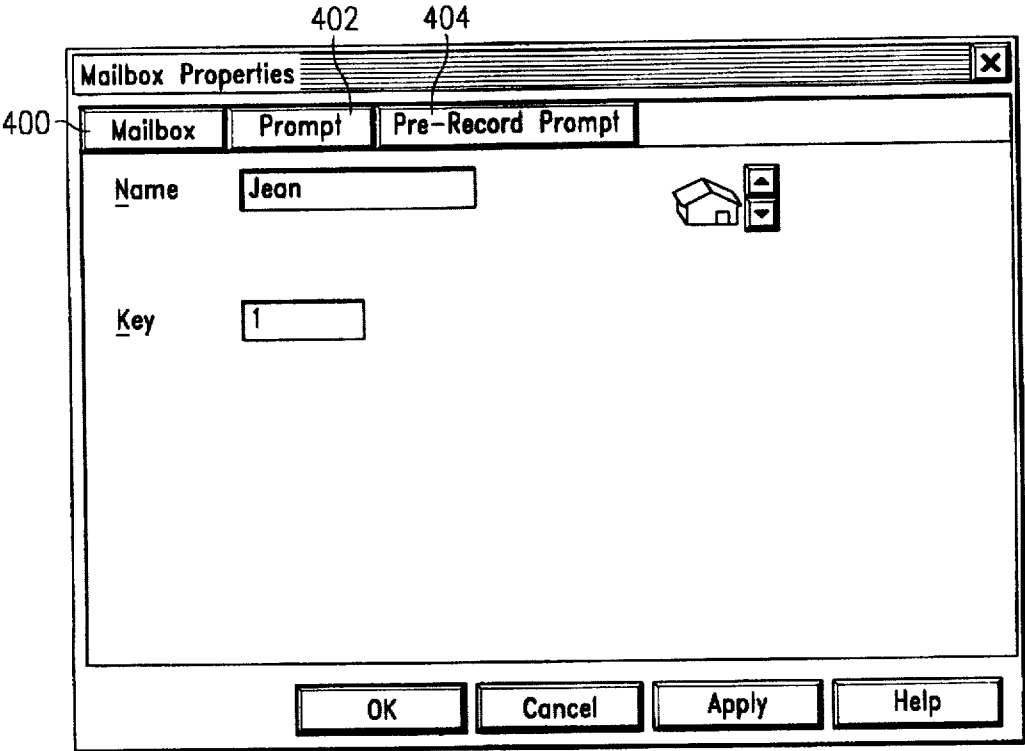 402 404
Mailbox Properties
400 Mailbox Prompt Pre-Record Prompt
Name Jean
Key 1
OK Cancel Apply Help